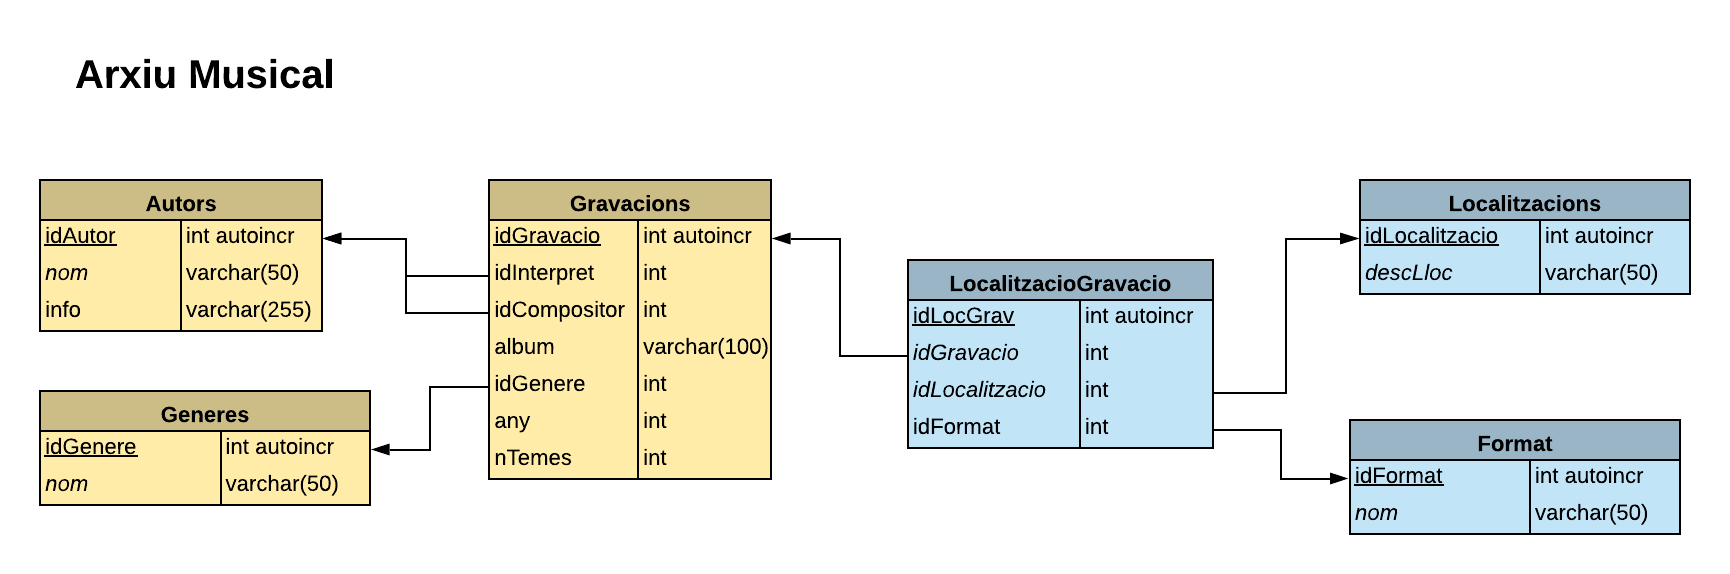 Arxiu Musical
Autors
idAutor int autoincr
nom varchar(50)
info varchar(255)
Generes
idGenere int autoincr
nom varchar(50)
Gravacions
idGravacio int autoincr
idInterpret int
idCompositor int
album varchar(100)
idGenere int
any int
nTemes int
LocalitzacioGravacio
idLocGrav int autoincr
idGravacio int
idLocalitzacio int
idFormat int
Localitzacions
idLocalitzacio int autoincr
descLloc varchar(50)
Format
idFormat int autoincr
nom varchar(50)